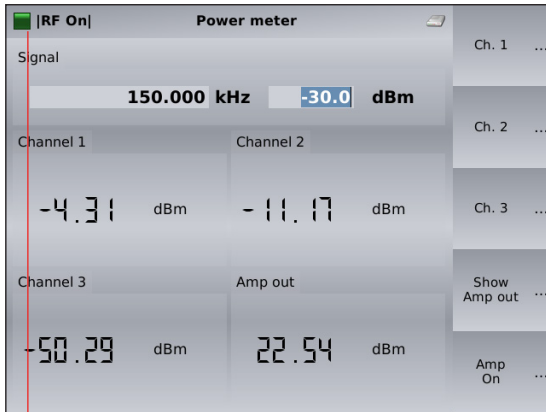 |RF On| Power meter
Signal
150.000 kHz -30.0 dBm
Channel 1 Channel 2
-4.31 dBm -11.17 dBm
Channel 3 Amp out
-50.29 dBm 22.54 dBm
Ch. 1 ...
Ch. 2 ...
Ch. 3 ...
Show
Amp out ...
Amp
On ...